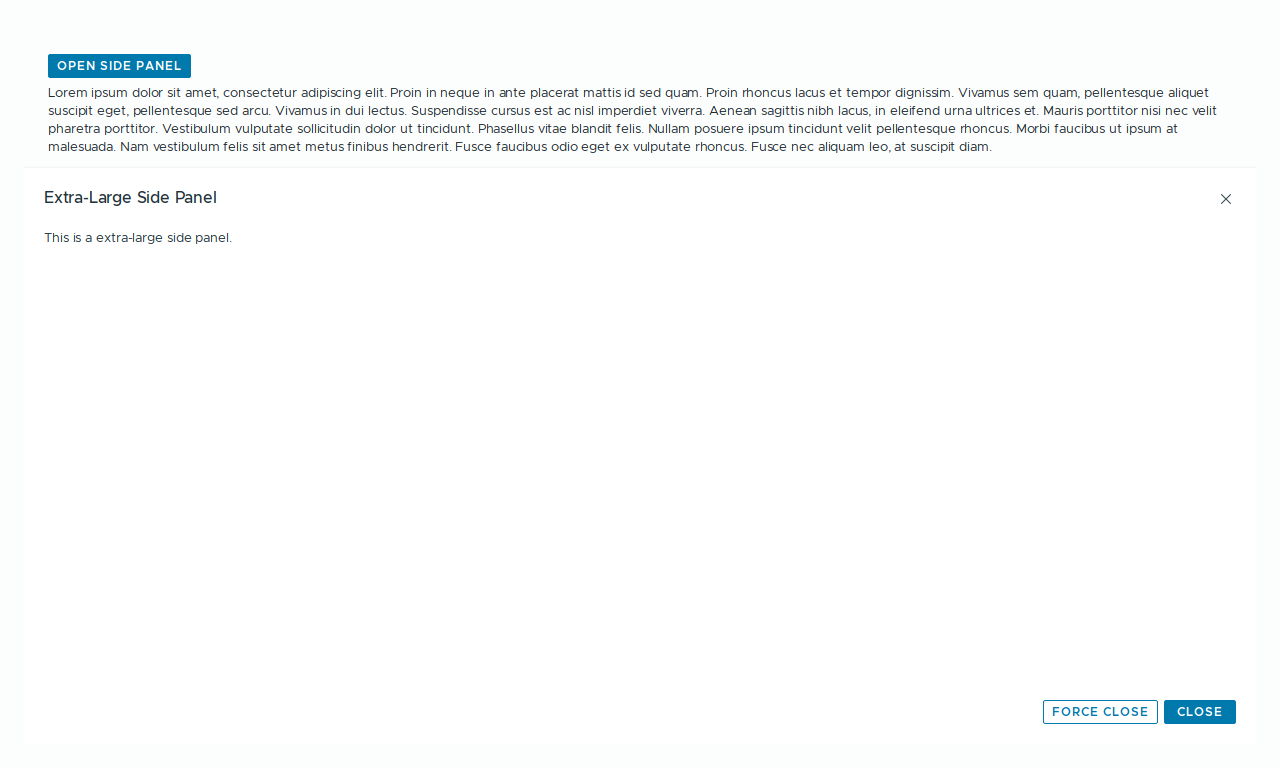 OPEN SIDE PANEL
Lorem ipsum dolor sit amet, consectetur adipiscing elit. Proin in neque in ante placerat mattis id sed quam. Proin rhoncus lacus et tempor dignissim. Vivamus sem quam, pellentesque aliquet
suscipit eget, pellentesque sed arcu. Vivamus in dui lectus. Suspendisse cursus est ac nisl imperdiet viverra. Aenean sagittis nibh lacus, in eleifend urna ultrices et. Mauris porttitor nisi nec velit
pharetra porttitor. Vestibulum vulputate sollicitudin dolor ut tincidunt. Phasellus vitae blandit felis. Nullam posuere ipsum tincidunt velit pellentesque rhoncus. Morbi faucibus ut ipsum at
malesuada. Nam vestibulum felis sit amet metus finibus hendrerit. Fusce faucibus odio eget ex vulputate rhoncus. Fusce nec aliquam leo, at suscipit diam.
Extra-Large Side Panel
This is a extra-large side panel.
FORCE CLOSE
CLOSE